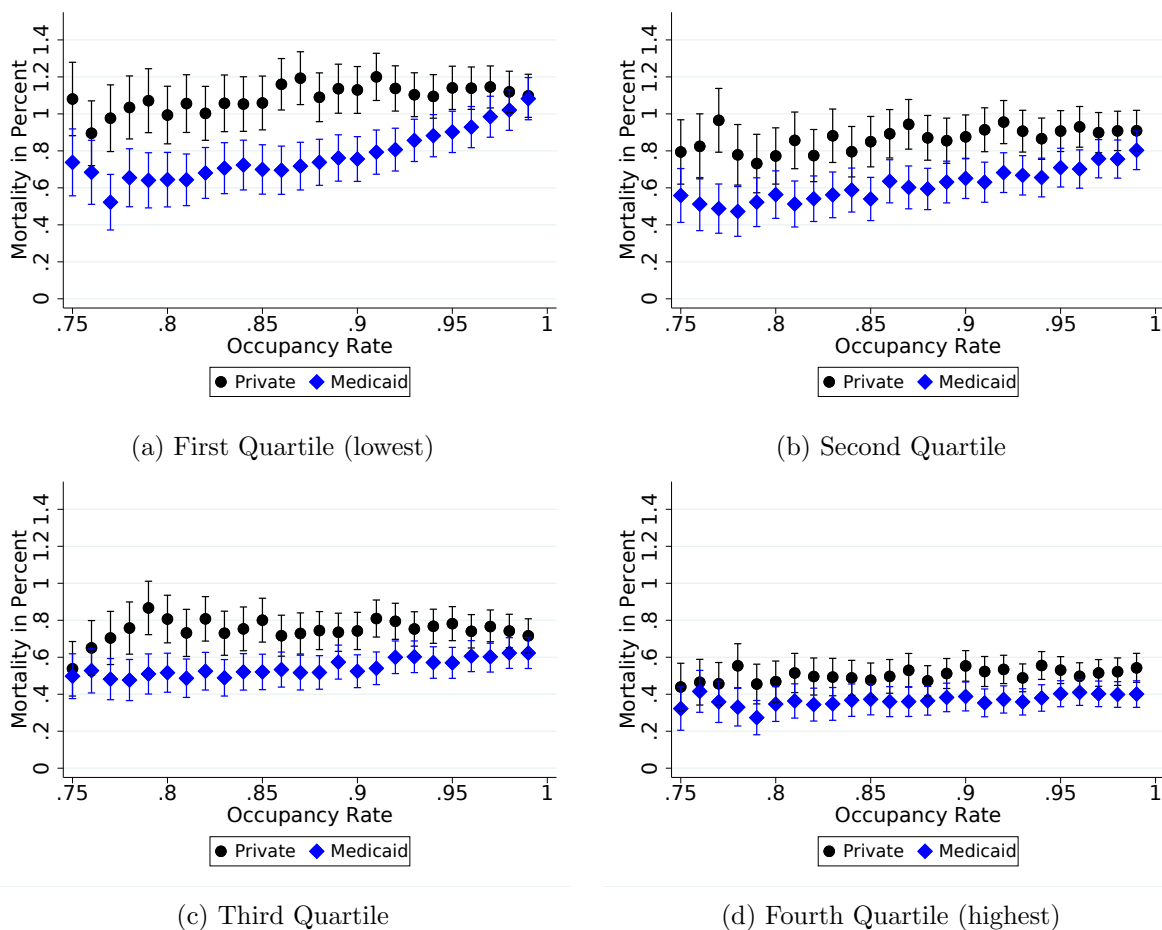 Mortality in Percent
0 .2 .4 .6 .8 1 1.2 1.4
.75 .8 .85 .9 .95 1
Occupancy Rate
Private Medicaid
(a) First Quartile (lowest)
Mortality in Percent
0 .2 .4 .6 .8 1 1.2 1.4
.75 .8 .85 .9 .95 1
Occupancy Rate
Private Medicaid
(b) Second Quartile
Mortality in Percent
0 .2 .4 .6 .8 1 1.2 1.4
.75 .8 .85 .9 .95 1
Occupancy Rate
Private Medicaid
(c) Third Quartile
Mortality in Percent
0 .2 .4 .6 .8 1 1.2 1.4
.75 .8 .85 .9 .95 1
Occupancy Rate
Private Medicaid
(d) Fourth Quartile (highest)